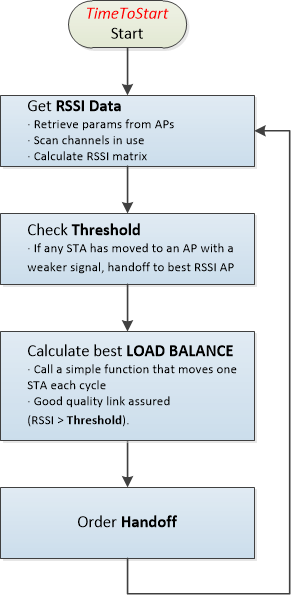 TimeToStart
Start
Get RSSI Data
· Retrieve params from APs
· Scan channels in use
· Calculate RSSI matrix
Check Threshold
· If any STA has moved to an AP with a
weaker signal, handoff to best RSSI AP
Calculate best LOAD BALANCE
· Call a simple function that moves one
STA each cycle
· Good quality link assured
(RSSI > Threshold).
Order Handoff